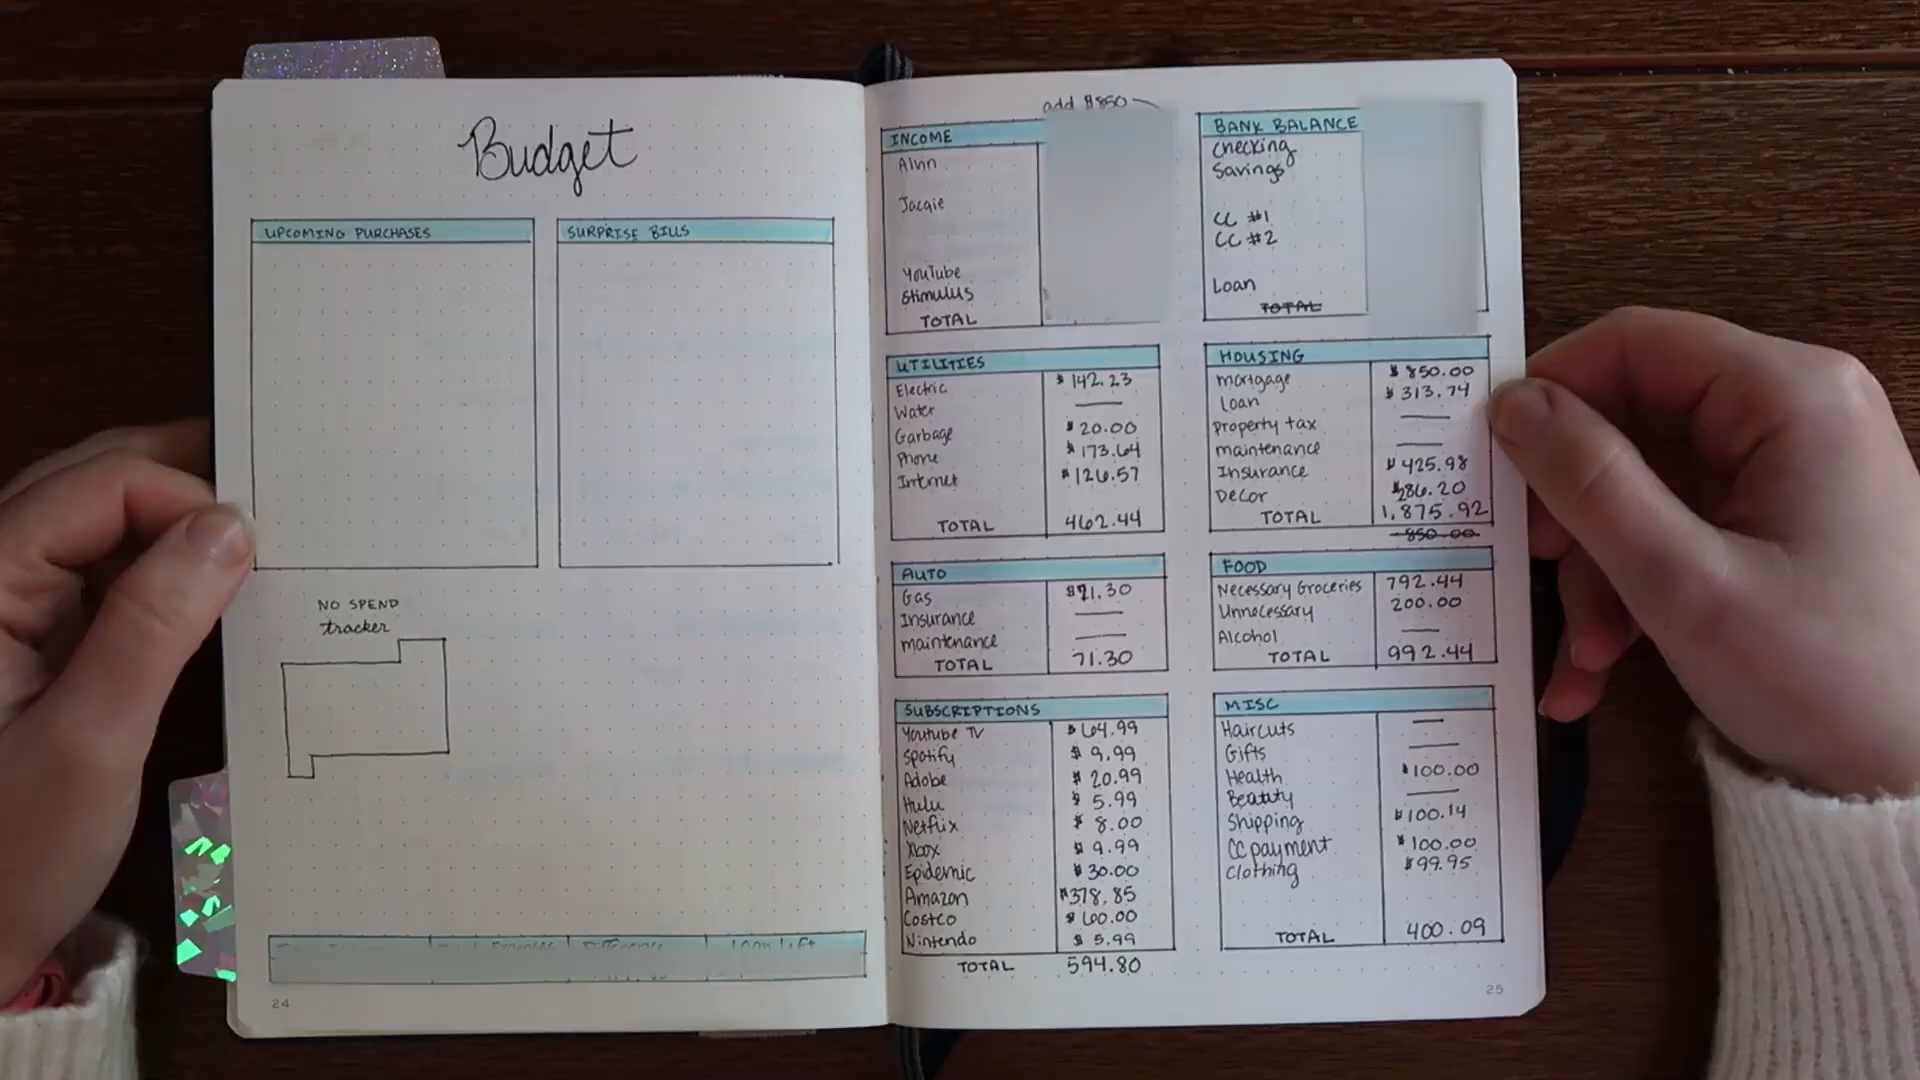 Budget
UPCOMING PURCHASES
SURPRISE BILLS
NO SPEND
tracker
24
add $850
INCOME
Alvin
Jacqie
YouTube
Stimulus
TOTAL
BANK BALANCE
Checking
Savings
CC #1
CC #2
Loan
TOTAL
UTILITIES
Electric $142.23
Water —
Garbage $20.00
Phone $173.64
Internet $126.57
TOTAL 462.44
HOUSING
Mortgage $850.00
Loan $313.74
Property tax —
Maintenance —
Insurance $425.98
Decor $286.20
TOTAL 1,875.92
850.00
AUTO
Gas $71.30
Insurance —
Maintenance —
TOTAL 71.30
FOOD
Necessary Groceries 792.44
Unnecessary 200.00
Alcohol —
TOTAL 992.44
SUBSCRIPTIONS
Youtube TV $64.99
Spotify $9.99
Adobe $20.99
Hulu $5.99
Netflix $8.00
Xbox $9.99
Epidemic $30.00
Amazon $378.85
Costco $60.00
Nintendo $5.99
TOTAL 594.80
MISC
Haircuts —
Gifts —
Health $100.00
Beauty —
Shipping $100.14
CC payment $100.00
Clothing $99.95
TOTAL 400.09
25